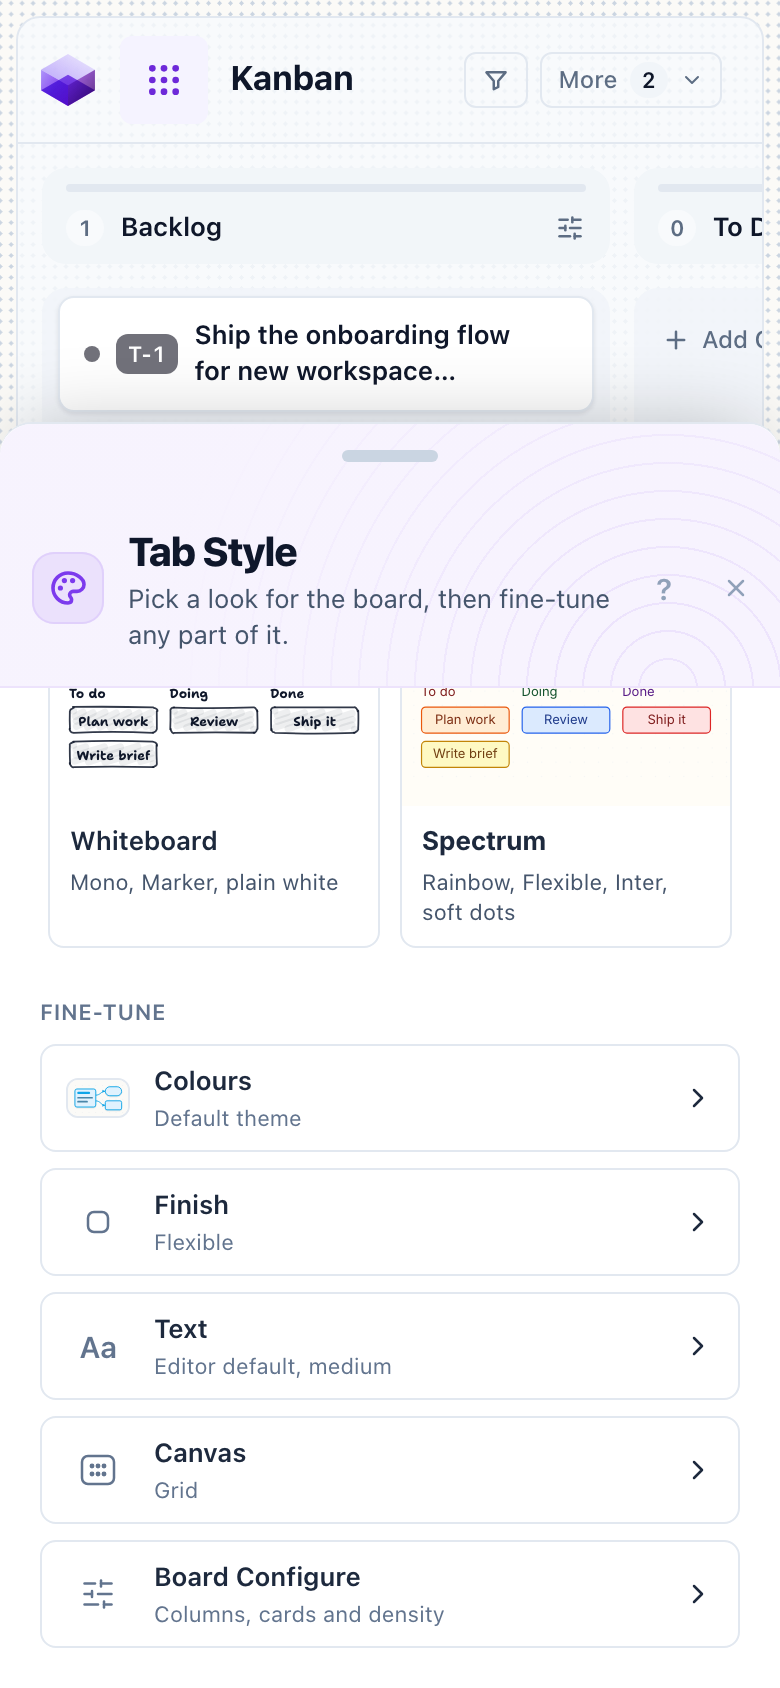 Kanban
More 2
1 Backlog
0 To D
T-1
Ship the onboarding flow
for new workspace...
+ Add C
Tab Style
Pick a look for the board, then fine-tune
any part of it.
?
To do Doing Done
Plan work Review Ship it
Write brief
To do Doing Done
Plan work Review Ship it
Write brief
Whiteboard
Mono, Marker, plain white
Spectrum
Rainbow, Flexible, Inter,
soft dots
FINE-TUNE
Colours
Default theme
Finish
Flexible
Aa
Text
Editor default, medium
Canvas
Grid
Board Configure
Columns, cards and density